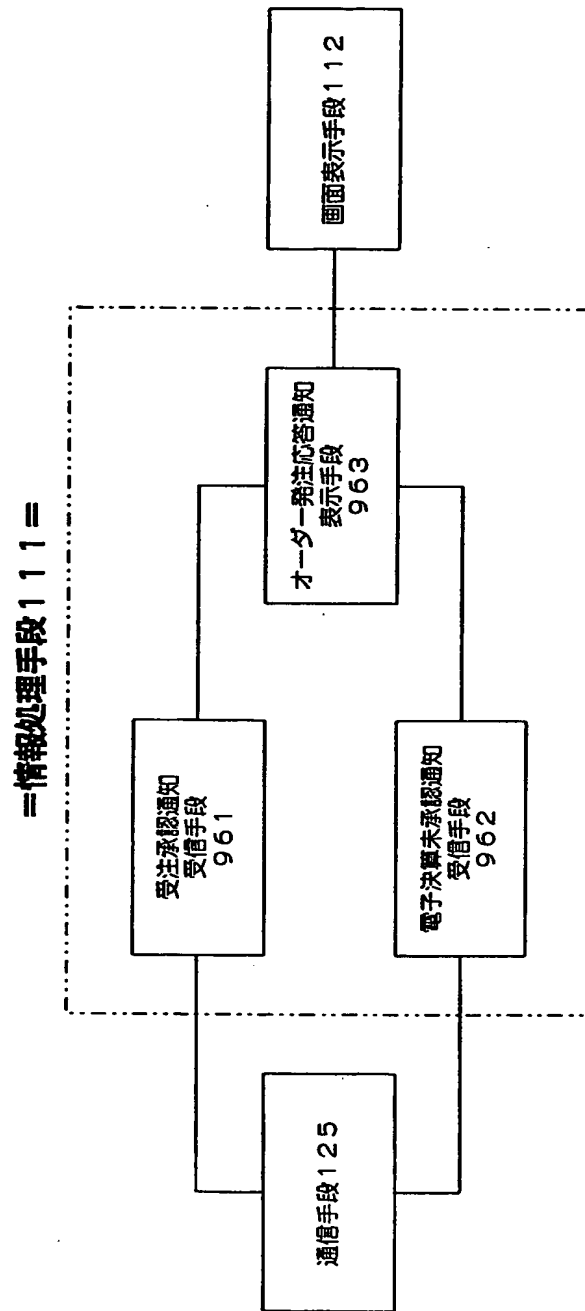 ＝情報処理手段１１１＝
通信手段１２５
受注承認通知
受信手段
９６１
電子決算未承認通知
受信手段
９６２
オーダー発注応答通知
表示手段
９６３
画面表示手段１１２